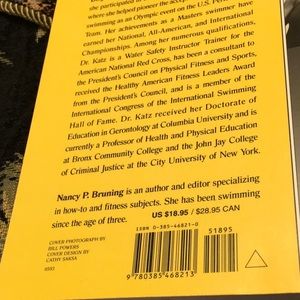 she participated
where she helped pioneer the accep
swimming as an Olympic event on the U.S. Pe
Team. Her achievements as a Masters swimmer have
earned her National, All-American, and International
Championships. Among her numerous qualifications,
Dr. Katz is a Water Safety Instructor Trainer for the
American National Red Cross, has been a consultant to
the President's Council on Physical Fitness and Sports,
received the Healthy American Fitness Leaders Award
from the President's Council, and is a member of the
International Congress of the International Swimming
Hall of Fame. Dr. Katz received her Doctorate of
Education in Gerontology at Columbia University and is
currently a Professor of Health and Physical Education
at Bronx Community College and the John Jay College
of Criminal Justice at the City University of New York.
Nancy P. Bruning is an author and editor specializing
in how-to and fitness subjects. She has been swimming
since the age of three.
US $18.95 / $28.95 CAN
ISBN 0-385-46821-0
51895
9 780385 468213
COVER PHOTOGRAPH BY
BILL POWERS
COVER DESIGN BY
CATHY SAKSA
0593